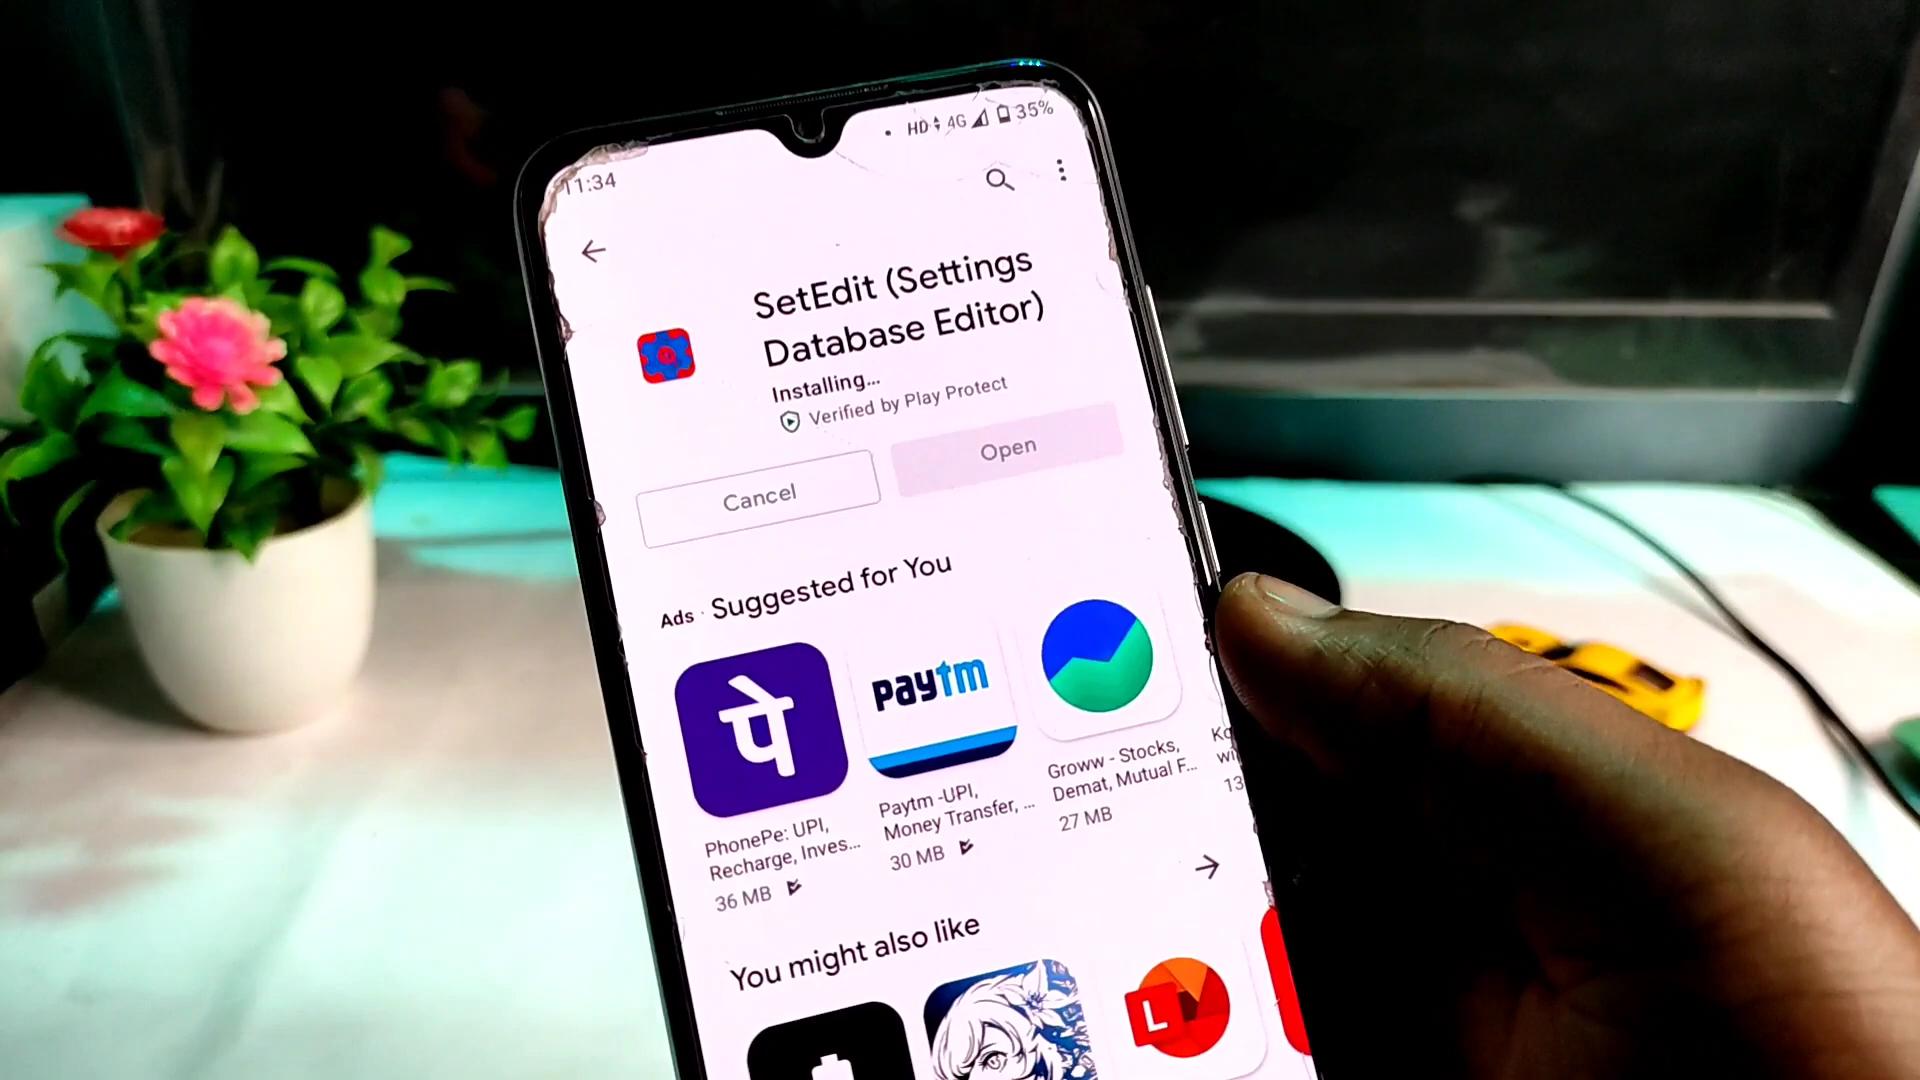 11:34
HD 4G 35%
SetEdit (Settings
Database Editor)
Installing...
Verified by Play Protect
Cancel
Open
Ads · Suggested for You
पे
paytm
PhonePe: UPI,
Recharge, Inves...
36 MB
Paytm -UPI,
Money Transfer, ...
30 MB
Groww - Stocks,
Demat, Mutual F...
27 MB
13
You might also like
L